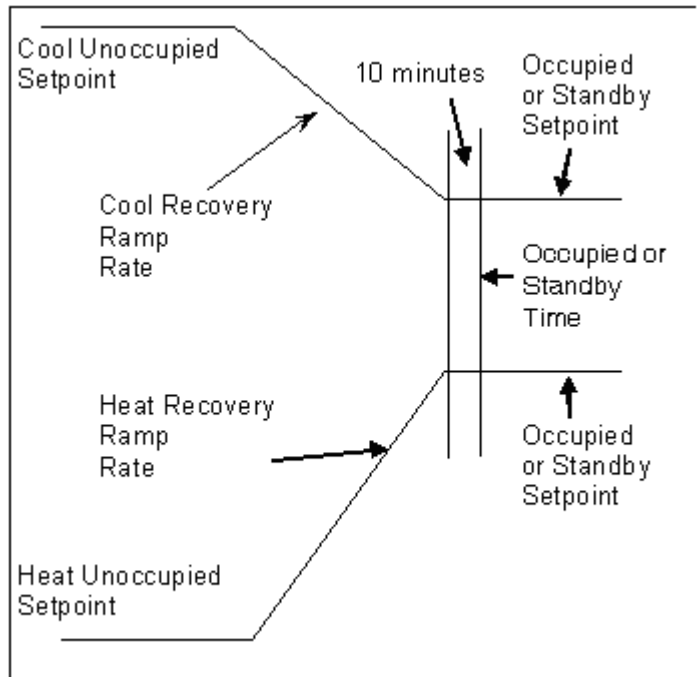 Cool Unoccupied
Setpoint
10 minutes
Occupied
or Standby
Setpoint
Cool Recovery
Ramp
Rate
Occupied or
Standby
Time
Heat Recovery
Ramp
Rate
Occupied
or Standby
Setpoint
Heat Unoccupied
Setpoint